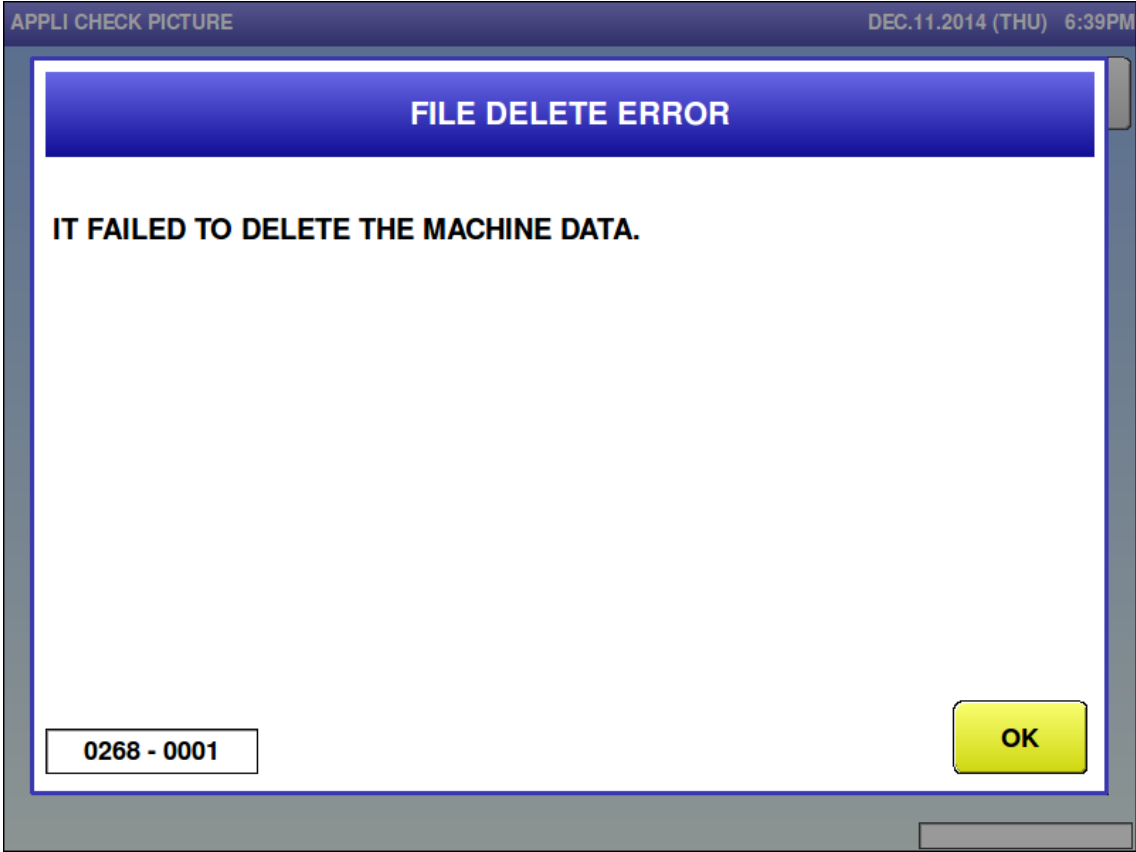 APPLI CHECK PICTURE DEC.11.2014 (THU) 6:39PM
FILE DELETE ERROR
IT FAILED TO DELETE THE MACHINE DATA.
0268 - 0001
OK